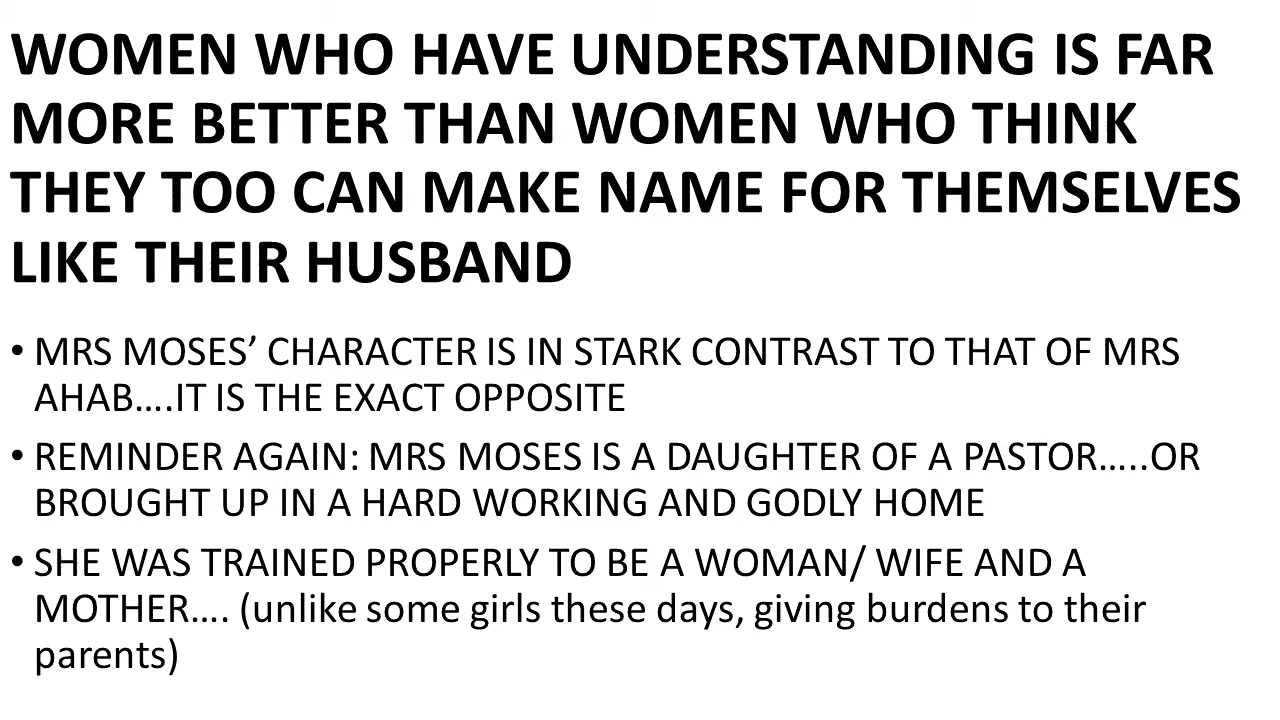 WOMEN WHO HAVE UNDERSTANDING IS FAR
MORE BETTER THAN WOMEN WHO THINK
THEY TOO CAN MAKE NAME FOR THEMSELVES
LIKE THEIR HUSBAND
• MRS MOSES’ CHARACTER IS IN STARK CONTRAST TO THAT OF MRS
AHAB….IT IS THE EXACT OPPOSITE
• REMINDER AGAIN: MRS MOSES IS A DAUGHTER OF A PASTOR…..OR
BROUGHT UP IN A HARD WORKING AND GODLY HOME
• SHE WAS TRAINED PROPERLY TO BE A WOMAN/ WIFE AND A
MOTHER…. (unlike some girls these days, giving burdens to their
parents)